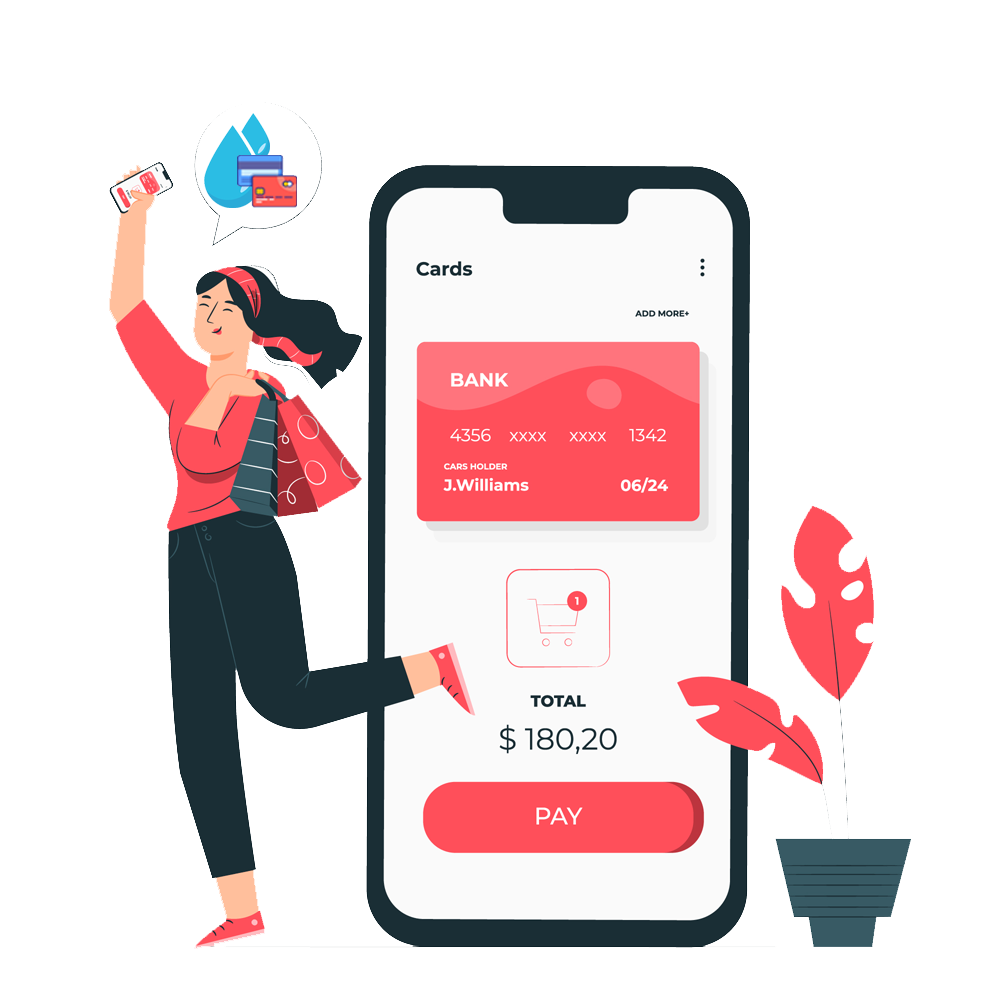 Cards
ADD MORE+
BANK
4356 xxxx xxxx 1342
CARS HOLDER
J.Williams 06/24
1
TOTAL
$ 180,20
PAY